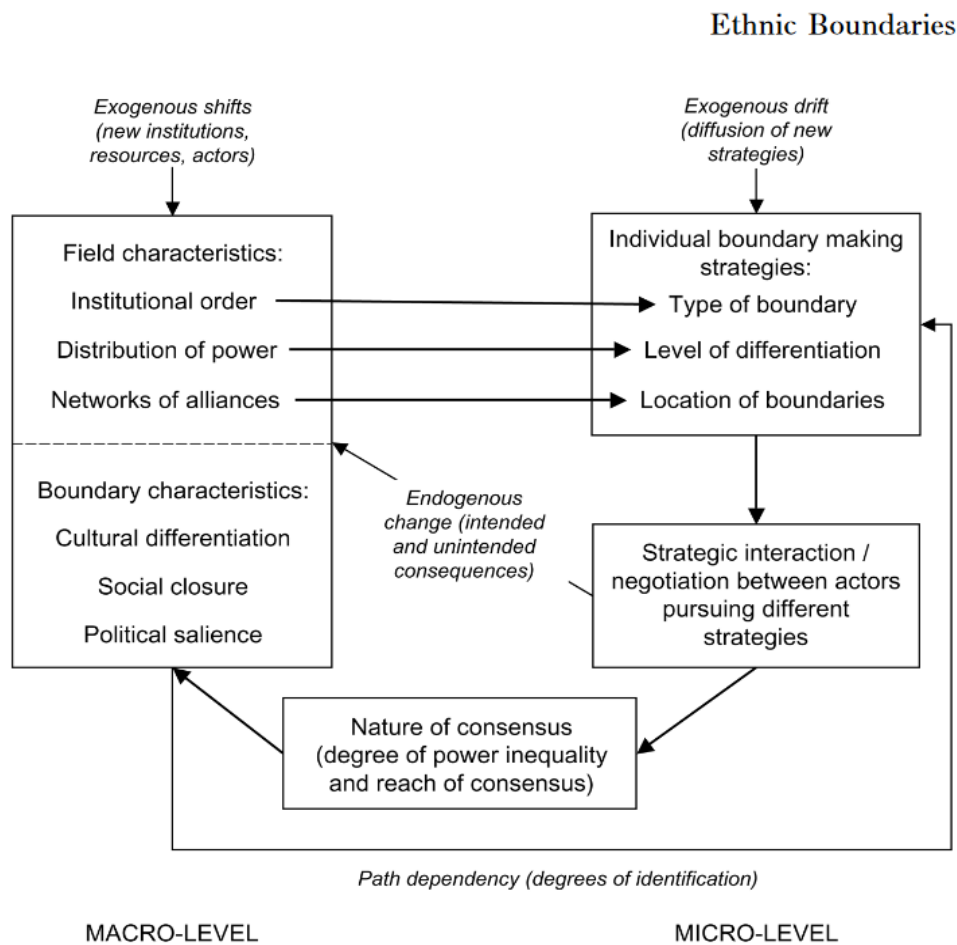 Ethnic Boundaries
Exogenous shifts
(new institutions,
resources, actors)
Exogenous drift
(diffusion of new
strategies)
Field characteristics:
Institutional order
Distribution of power
Networks of alliances
Individual boundary making
strategies:
Type of boundary
Level of differentiation
Location of boundaries
Boundary characteristics:
Cultural differentiation
Social closure
Political salience
Endogenous
change (intended
and unintended
consequences)
Strategic interaction /
negotiation between actors
pursuing different
strategies
Nature of consensus
(degree of power inequality
and reach of consensus)
Path dependency (degrees of identification)
MACRO-LEVEL
MICRO-LEVEL